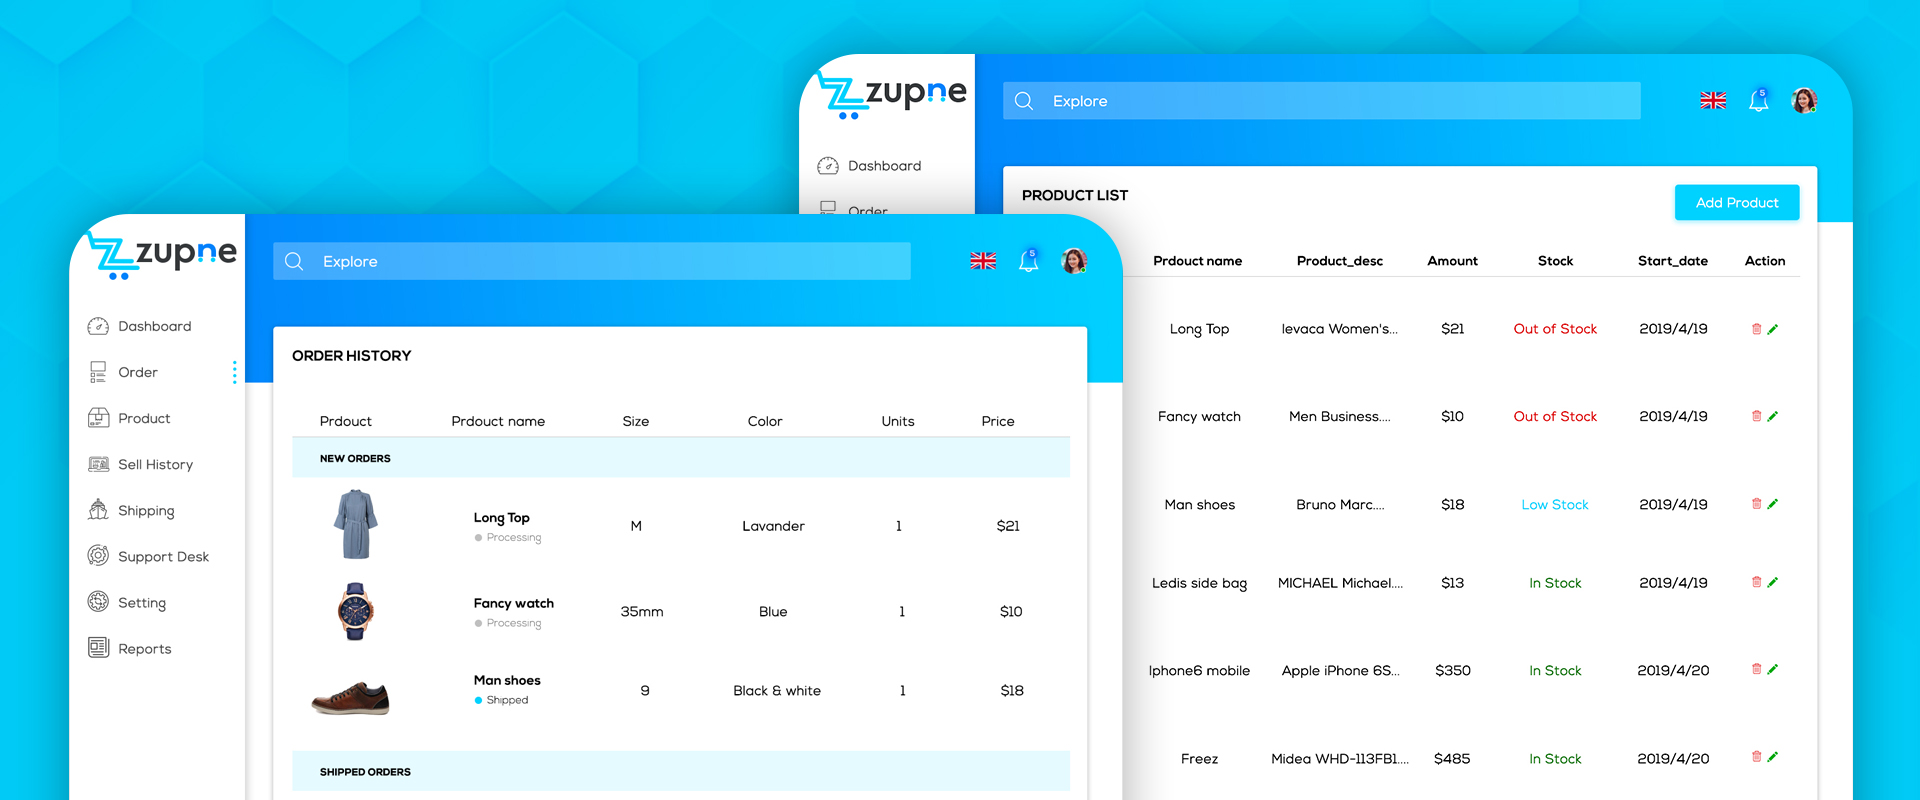 zupne
Explore
5
Dashboard
Order
PRODUCT LIST
Add Product
Prdouct name Product_desc Amount Stock Start_date Action
Long Top levaca Women's... $21 Out of Stock 2019/4/19
Fancy watch Men Business.... $10 Out of Stock 2019/4/19
Man shoes Bruno Marc.... $18 Low Stock 2019/4/19
Ledis side bag MICHAEL Michael.... $13 In Stock 2019/4/19
Iphone6 mobile Apple iPhone 6S... $350 In Stock 2019/4/20
Freez Midea WHD-113FB1.... $485 In Stock 2019/4/20
zupne
Explore
5
Dashboard
Order
Product
Sell History
Shipping
Support Desk
Setting
Reports
ORDER HISTORY
Prdouct Prdouct name Size Color Units Price
NEW ORDERS
Long Top
Processing
M Lavander 1 $21
Fancy watch
Processing
35mm Blue 1 $10
Man shoes
Shipped
9 Black & white 1 $18
SHIPPED ORDERS